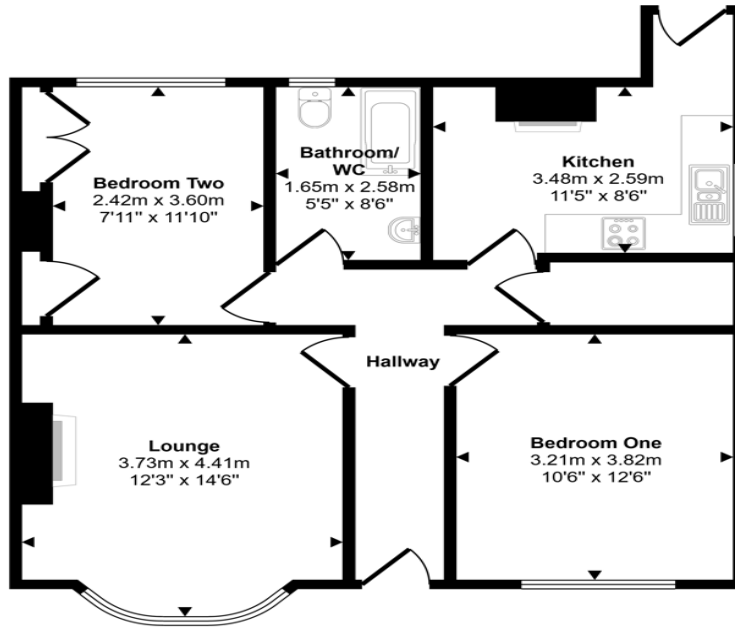 Bedroom Two
2.42m x 3.60m
7'11" x 11'10"
Bathroom/
WC
1.65m x 2.58m
5'5" x 8'6"
Kitchen
3.48m x 2.59m
11'5" x 8'6"
Hallway
Lounge
3.73m x 4.41m
12'3" x 14'6"
Bedroom One
3.21m x 3.82m
10'6" x 12'6"